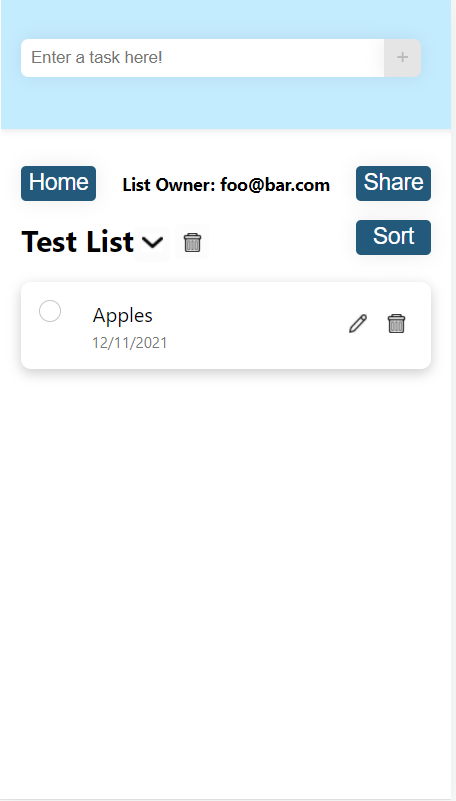 Enter a task here!
+
Home
List Owner: foo@bar.com
Share
Test List
Sort
Apples
12/11/2021